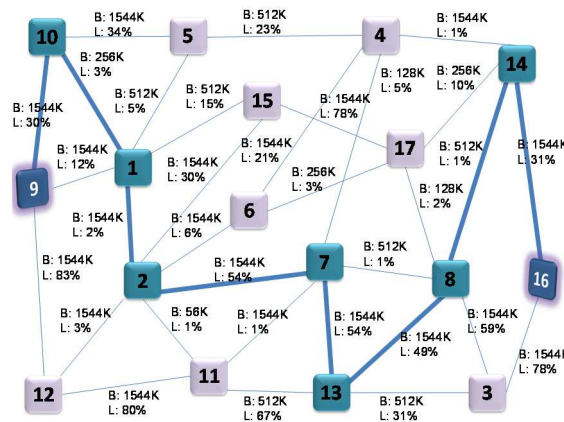 B: 1544K
L: 34%
B: 512K
L: 23%
B: 1544K
L: 1%
10
5
4
14
B: 256K
L: 3%
B: 128K
L: 5%
B: 256K
L: 10%
B: 512K
L: 5%
B: 512K
L: 15%
15
B: 1544K
L: 78%
B: 1544K
L: 30%
B: 1544K
L: 12%
B: 1544K
L: 21%
17
B: 512K
L: 1%
B: 1544K
L: 31%
1
B: 1544K
L: 30%
B: 256K
L: 3%
B: 128K
L: 2%
9
6
B: 1544K
L: 2%
B: 1544K
L: 6%
B: 1544K
L: 83%
B: 1544K
L: 54%
7
B: 512K
L: 1%
2
8
16
B: 1544K
L: 3%
B: 56K
L: 1%
B: 1544K
L: 1%
B: 1544K
L: 54%
B: 1544K
L: 49%
B: 1544K
L: 59%
B: 1544K
L: 78%
12
11
13
3
B: 1544K
L: 80%
B: 512K
L: 67%
B: 512K
L: 31%